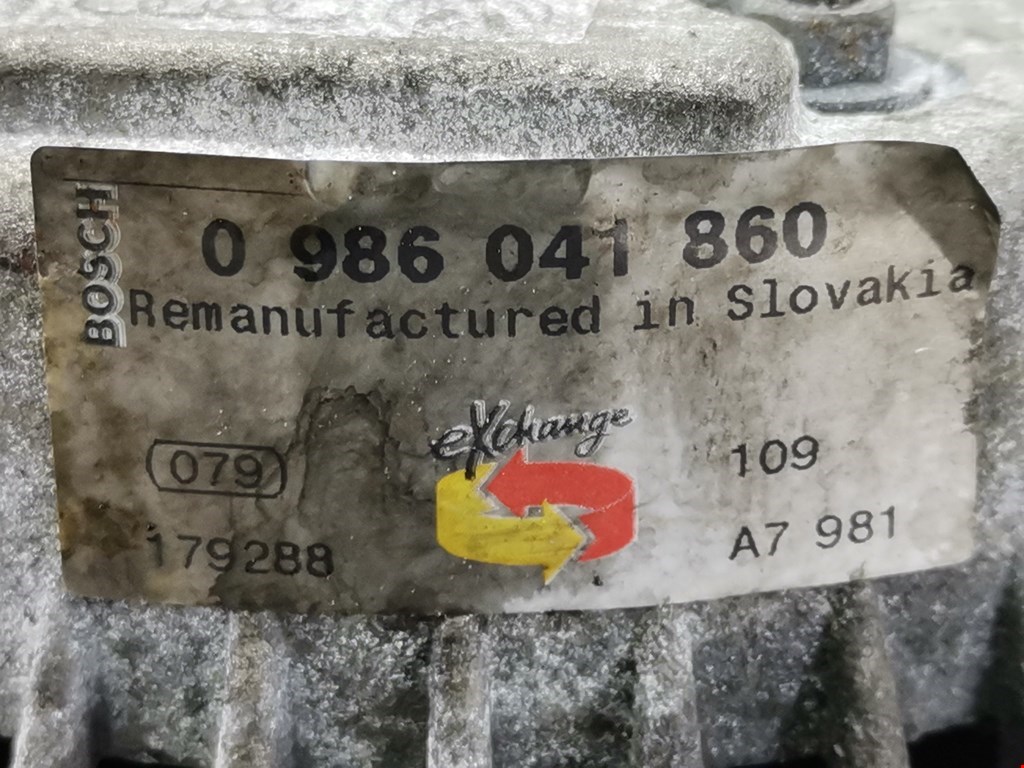 BOSCH
0 986 041 860
Remanufactured in Slovakia
eXchange
079
109
179288
A7 981